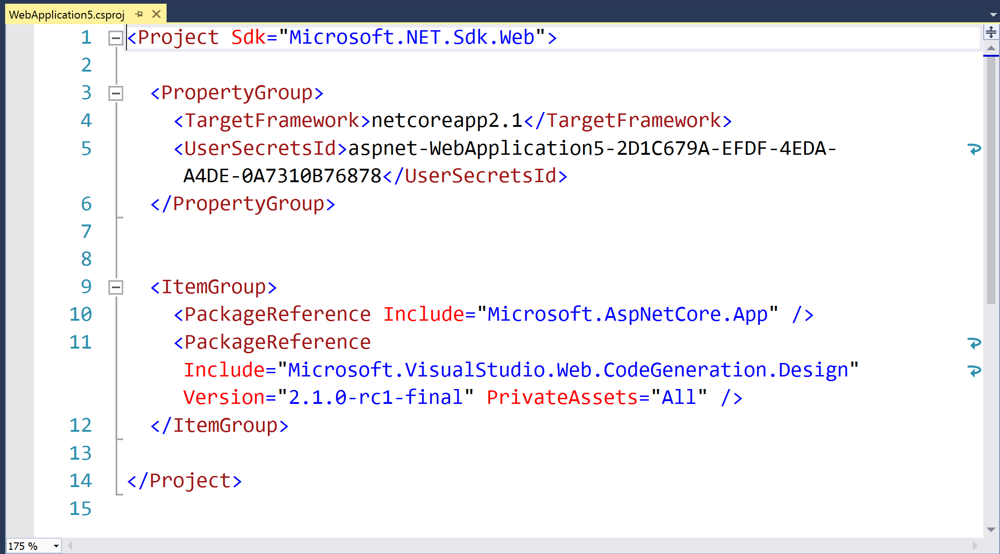 WebApplication5.csproj
1 <Project Sdk="Microsoft.NET.Sdk.Web">
2
3 <PropertyGroup>
4 <TargetFramework>netcoreapp2.1</TargetFramework>
5 <UserSecretsId>aspnet-WebApplication5-2D1C679A-EFDF-4EDA-
A4DE-0A7310B76878</UserSecretsId>
6 </PropertyGroup>
7
8
9 <ItemGroup>
10 <PackageReference Include="Microsoft.AspNetCore.App" />
11 <PackageReference
Include="Microsoft.VisualStudio.Web.CodeGeneration.Design"
Version="2.1.0-rc1-final" PrivateAssets="All" />
12 </ItemGroup>
13
14 </Project>
15
175 %